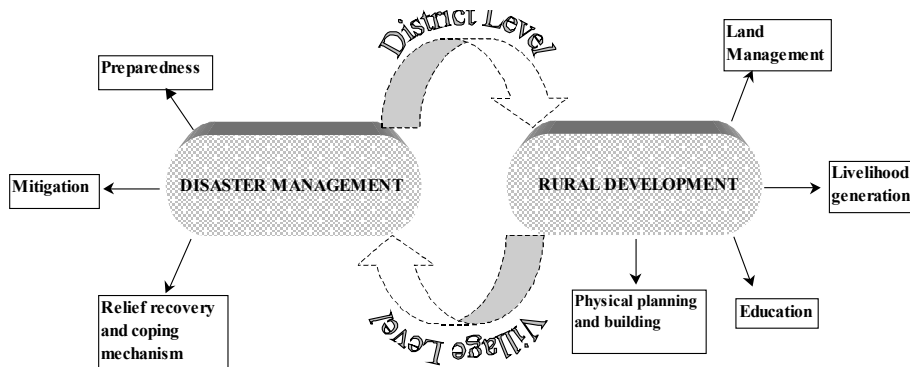 District Level
Land
Management
Preparedness
Mitigation
DISASTER MANAGEMENT
RURAL DEVELOPMENT
Livelihood
generation
Relief recovery
and coping
mechanism
Village Level
Physical planning
and building
Education